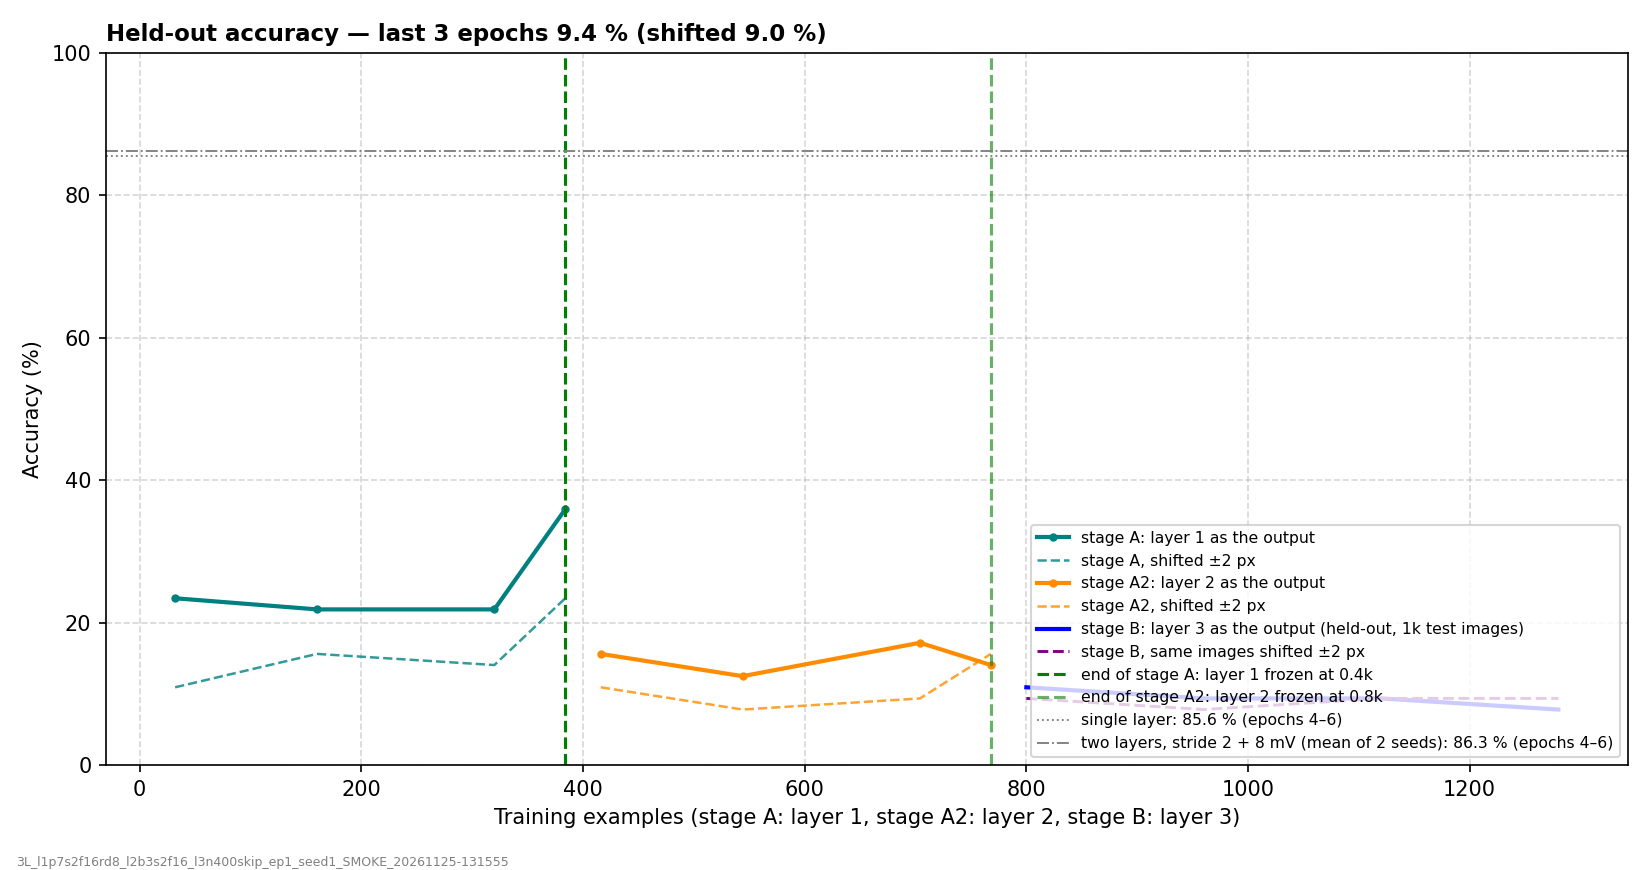 Held-out accuracy — last 3 epochs 9.4 % (shifted 9.0 %)
100
80
60
40
20
0
Accuracy (%)
stage A: layer 1 as the output
stage A, shifted ±2 px
stage A2: layer 2 as the output
stage A2, shifted ±2 px
stage B: layer 3 as the output (held-out, 1k test images)
stage B, same images shifted ±2 px
end of stage A: layer 1 frozen at 0.4k
end of stage A2: layer 2 frozen at 0.8k
single layer: 85.6 % (epochs 4–6)
two layers, stride 2 + 8 mV (mean of 2 seeds): 86.3 % (epochs 4–6)
0 200 400 600 800 1000 1200
Training examples (stage A: layer 1, stage A2: layer 2, stage B: layer 3)
3L_l1p7s2f16rd8_l2b3s2f16_l3n400skip_ep1_seed1_SMOKE_20261125-131555